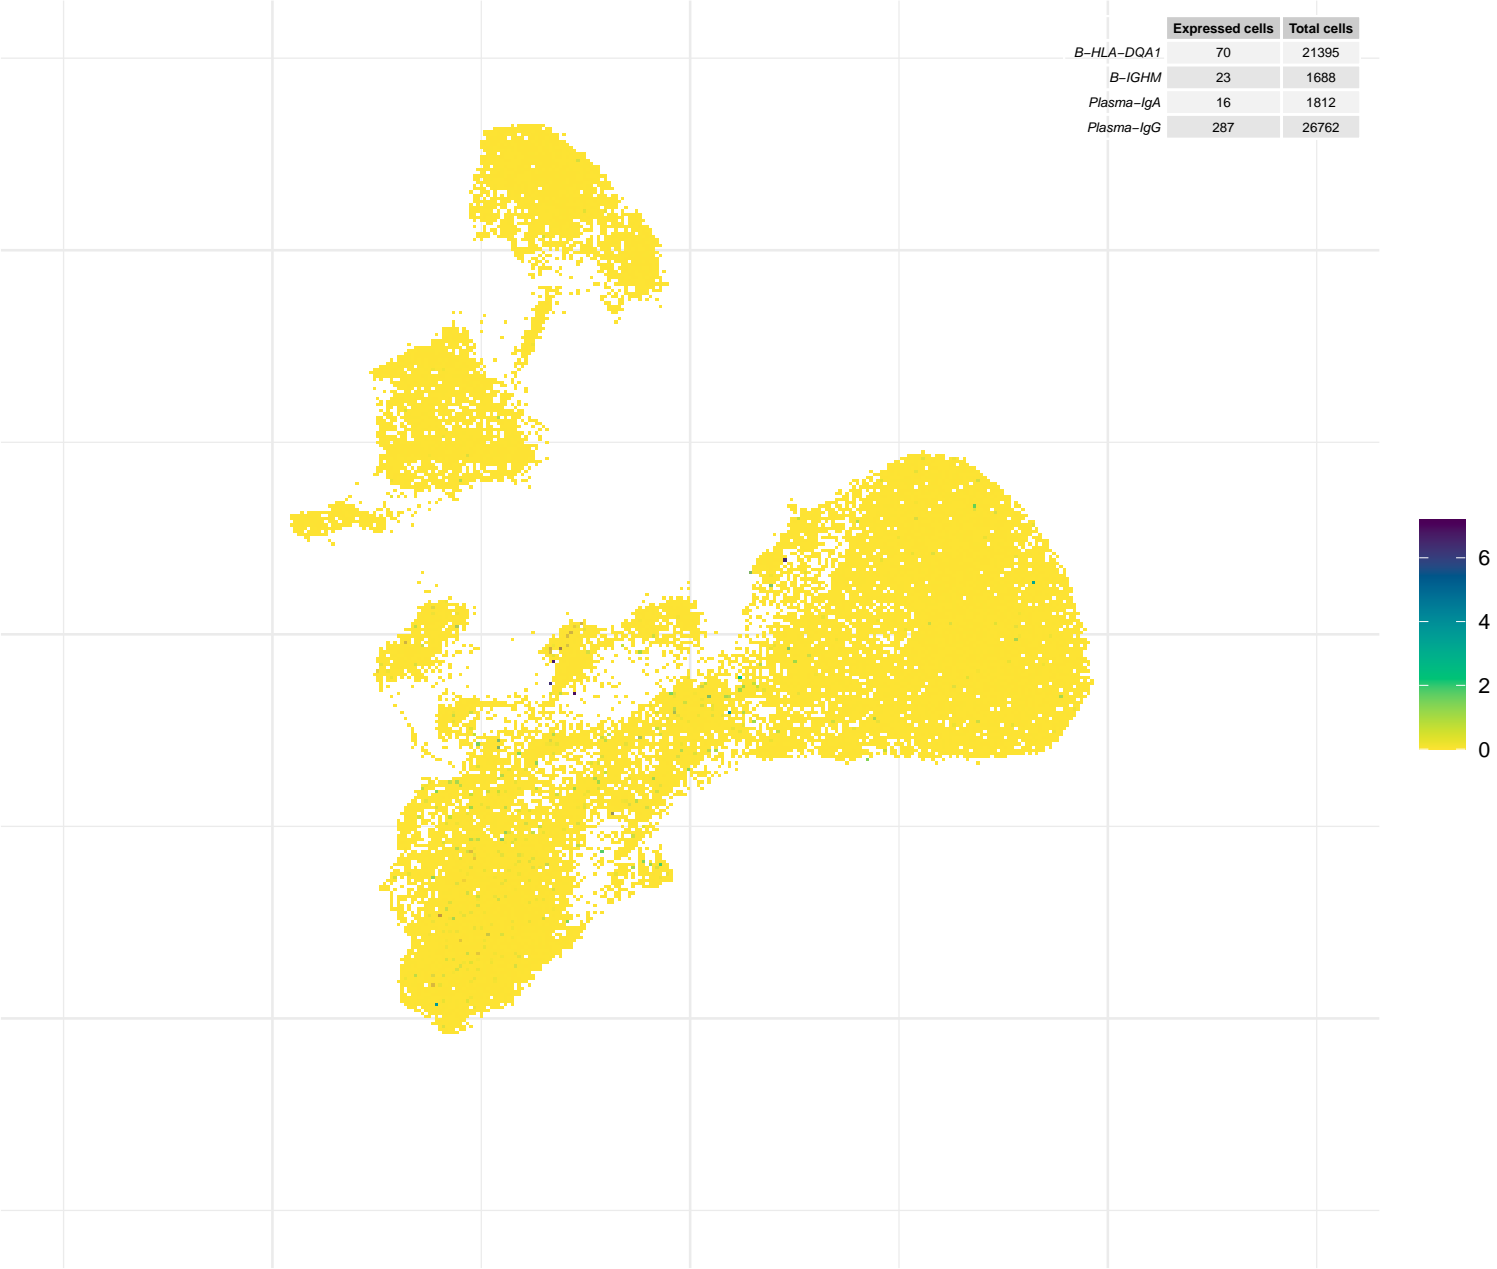 Expressed cells Total cells
B−HLA−DQA1 70 21395
B−IGHM 23 1688
Plasma−IgA 16 1812
Plasma−IgG 287 26762
6
4
2
0